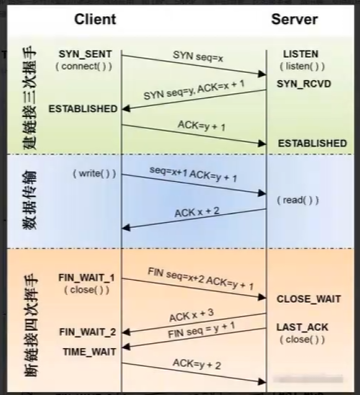 Client
Server
建链接三次握手
SYN_SENT
( connect( ) )
SYN seq=x
LISTEN
( listen( ) )
SYN_RCVD
SYN seq=y, ACK=x + 1
ESTABLISHED
ACK=y + 1
ESTABLISHED
数据传输
( write( ) )
seq=x+1 ACK=y + 1
( read( ) )
ACK x + 2
断链接四次挥手
FIN_WAIT_1
( close( ) )
FIN seq=x+2 ACK=y + 1
CLOSE_WAIT
ACK x + 3
FIN_WAIT_2
FIN seq = y + 1
LAST_ACK
( close( ) )
TIME_WAIT
ACK=y + 2